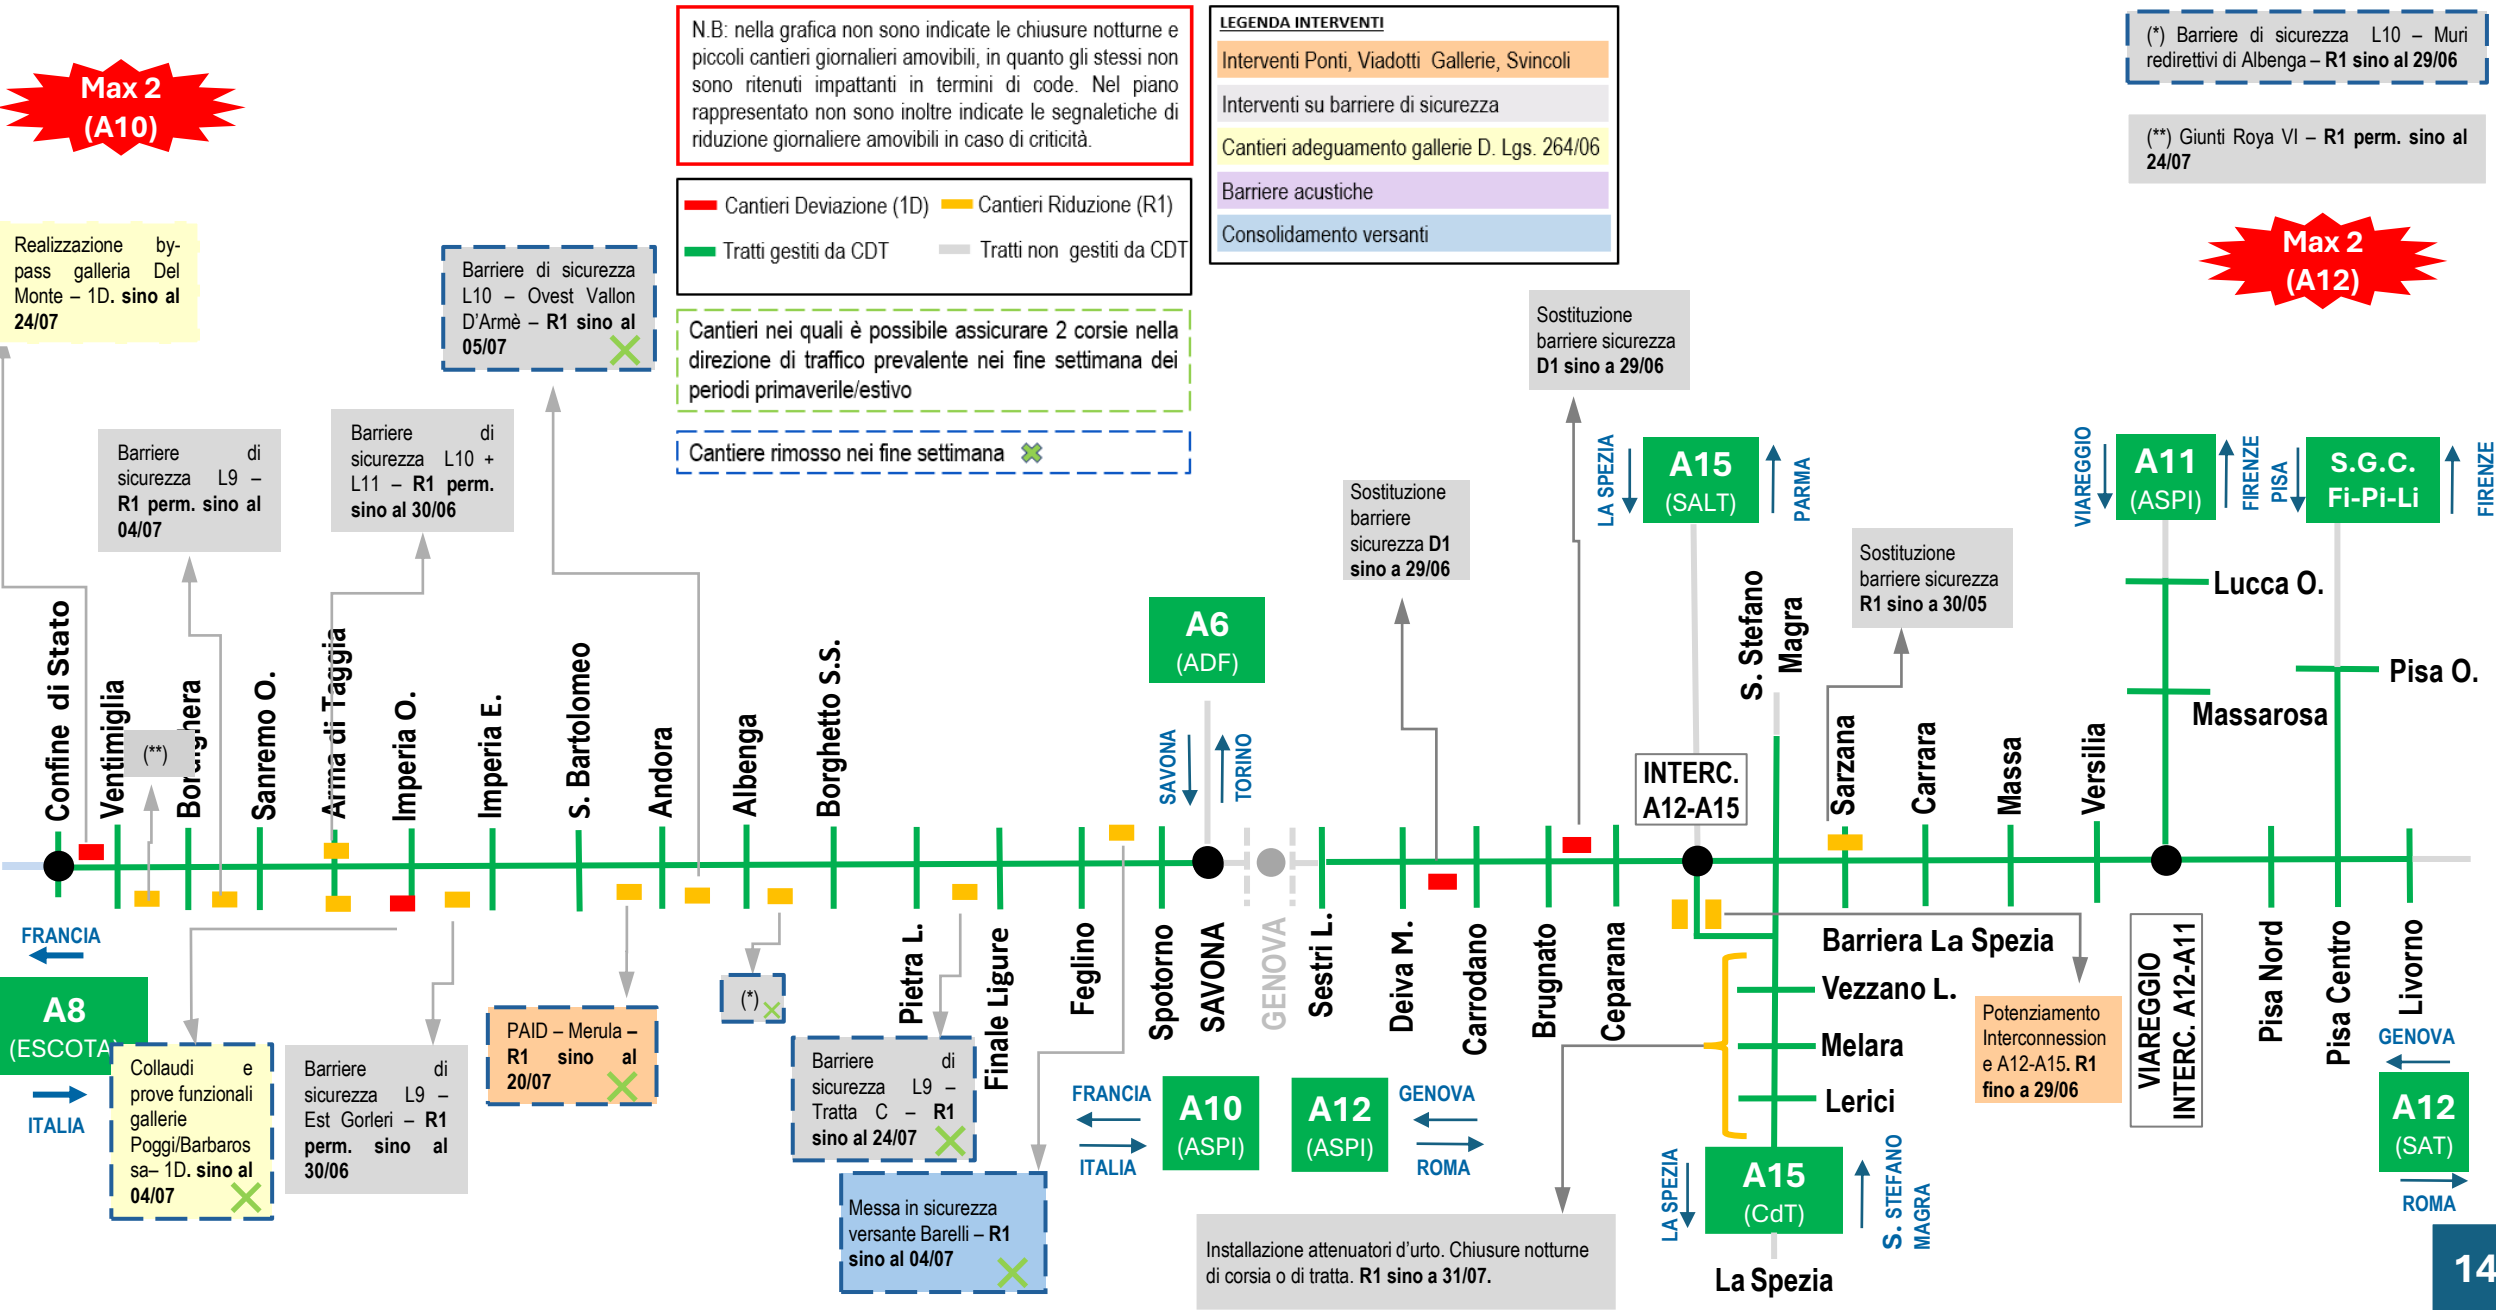 Max 2
(A10)
N.B: nella grafica non sono indicate le chiusure notturne e
piccoli cantieri giornalieri amovibili, in quanto gli stessi non
sono ritenuti impattanti in termini di code. Nel piano
rappresentato non sono inoltre indicate le segnaletiche di
riduzione giornaliere amovibili in caso di criticità.
LEGENDA INTERVENTI
Interventi Ponti, Viadotti Gallerie, Svincoli
Interventi su barriere di sicurezza
Cantieri adeguamento gallerie D. Lgs. 264/06
Barriere acustiche
Consolidamento versanti
(*) Barriere di sicurezza L10 – Muri
redirettivi di Albenga – R1 sino al 29/06
(**) Giunti Roya VI – R1 perm. sino al
24/07
Max 2
(A12)
Cantieri Deviazione (1D)
Cantieri Riduzione (R1)
Tratti gestiti da CDT
Tratti non gestiti da CDT
Cantieri nei quali è possibile assicurare 2 corsie nella
direzione di traffico prevalente nei fine settimana dei
periodi primaverile/estivo
Cantiere rimosso nei fine settimana
Realizzazione by-
pass galleria Del
Monte – 1D. sino al
24/07
Barriere di
sicurezza L9 –
R1 perm. sino al
04/07
Barriere di
sicurezza L10 +
L11 – R1 perm.
sino al 30/06
Barriere di sicurezza
L10 – Ovest Vallon
D'Armè – R1 sino al
05/07
Sostituzione
barriere
sicurezza D1
sino a 29/06
Sostituzione
barriere sicurezza
D1 sino a 29/06
Sostituzione
barriere sicurezza
R1 sino a 30/05
LA SPEZIA
A15
(SALT)
PARMA
VIAREGGIO
A11
(ASPI)
FIRENZE
PISA
S.G.C.
Fi-Pi-Li
FIRENZE
A6
(ADF)
SAVONA
TORINO
Lucca O.
Massarosa
Pisa O.
Confine di Stato
Ventimiglia
(**)
Bordighera
Sanremo O.
Arma di Taggia
Imperia O.
Imperia E.
S. Bartolomeo
Andora
Albenga
Borghetto S.S.
Pietra L.
Finale Ligure
Feglino
Spotorno
SAVONA
GENOVA
Sestri L.
Deiva M.
Carrodano
Brugnato
Ceparana
INTERC.
A12-A15
S. Stefano
Magra
Sarzana
Carrara
Massa
Versilia
VIAREGGIO
INTERC. A12-A11
Pisa Nord
Pisa Centro
Livorno
Barriera La Spezia
Vezzano L.
Melara
Lerici
FRANCIA
A8
(ESCOTA)
ITALIA
Collaudi e
prove funzionali
gallerie
Poggi/Barbaros
sa– 1D. sino al
04/07
Barriere di
sicurezza L9 –
Est Gorleri – R1
perm. sino al
30/06
PAID – Merula –
R1 sino al
20/07
(*)
Barriere di
sicurezza L9 –
Tratta C – R1
sino al 24/07
Messa in sicurezza
versante Barelli – R1
sino al 04/07
FRANCIA
ITALIA
A10
(ASPI)
A12
(ASPI)
GENOVA
ROMA
Installazione attenuatori d'urto. Chiusure notturne
di corsia o di tratta. R1 sino a 31/07.
LA SPEZIA
A15
(CdT)
S. STEFANO
MAGRA
La Spezia
Potenziamento
Interconnession
e A12-A15. R1
fino a 29/06
GENOVA
A12
(SAT)
ROMA
14